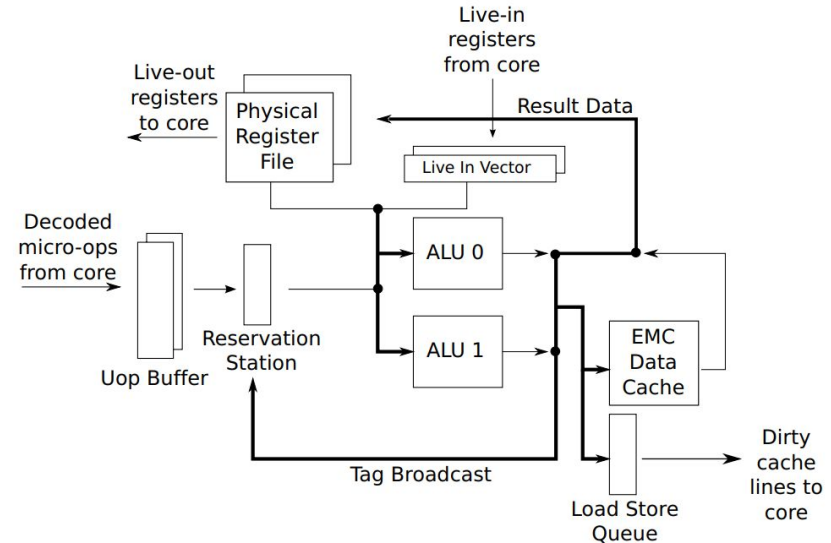 Live-in
registers
from core
Live-out
registers
to core
Physical
Register
File
Result Data
Live In Vector
Decoded
micro-ops
from core
ALU 0
Reservation
Station
ALU 1
EMC
Data
Cache
Uop Buffer
Tag Broadcast
Dirty
cache
lines to
core
Load Store
Queue